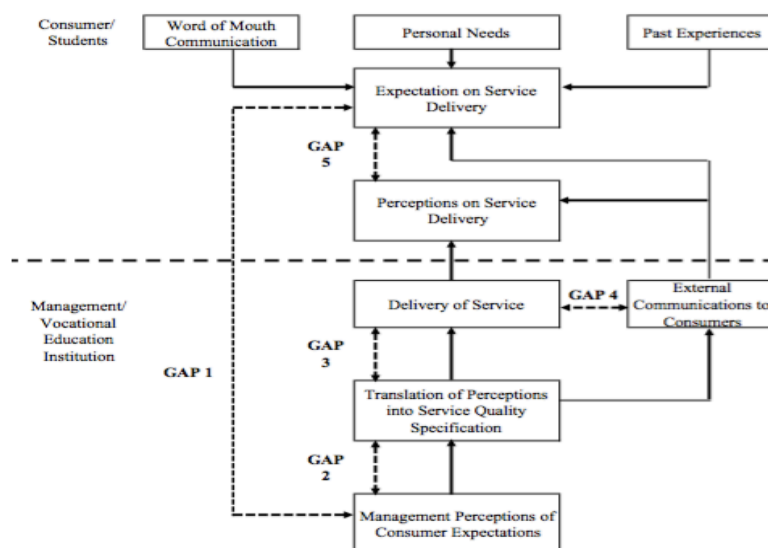 Consumer/
Students
Word of Mouth
Communication
Personal Needs
Past Experiences
Expectation on Service
Delivery
GAP
5
Perceptions on Service
Delivery
Management/
Vocational
Education
Institution
Delivery of Service
GAP 4
External
Communications to
Consumers
GAP 1
GAP
3
Translation of Perceptions
into Service Quality
Specification
GAP
2
Management Perceptions of
Consumer Expectations